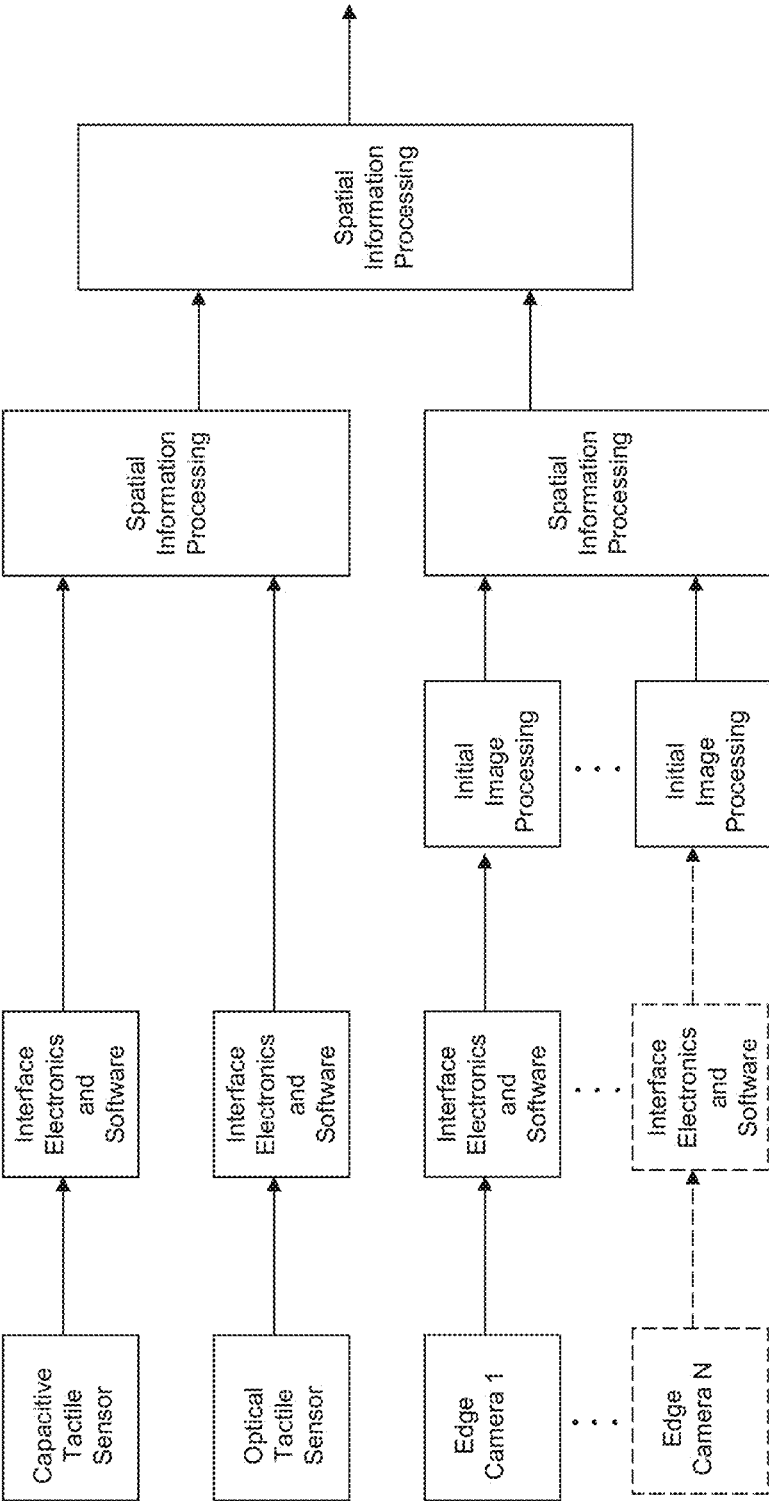 Capacitive
Tactile
Sensor
Interface
Electronics
and
Software
Optical
Tactile
Sensor
Interface
Electronics
and
Software
Spatial
Information
Processing
Edge
Camera 1
Interface
Electronics
and
Software
Initial
Image
Processing
Edge
Camera N
Interface
Electronics
and
Software
Initial
Image
Processing
Spatial
Information
Processing
Spatial
Information
Processing